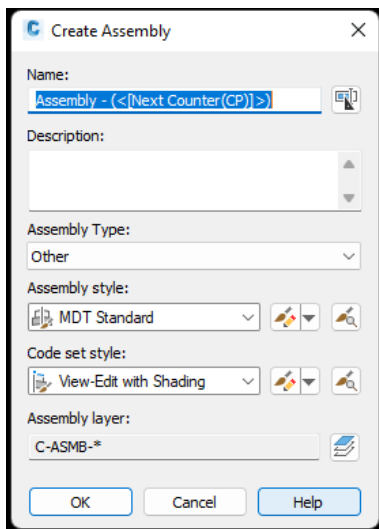 Create Assembly
Name:
Assembly - (<[Next Counter(CP)]>)
Description:
Assembly Type:
Other
Assembly style:
MDT Standard
Code set style:
View-Edit with Shading
Assembly layer:
C-ASMB-*
OK Cancel Help